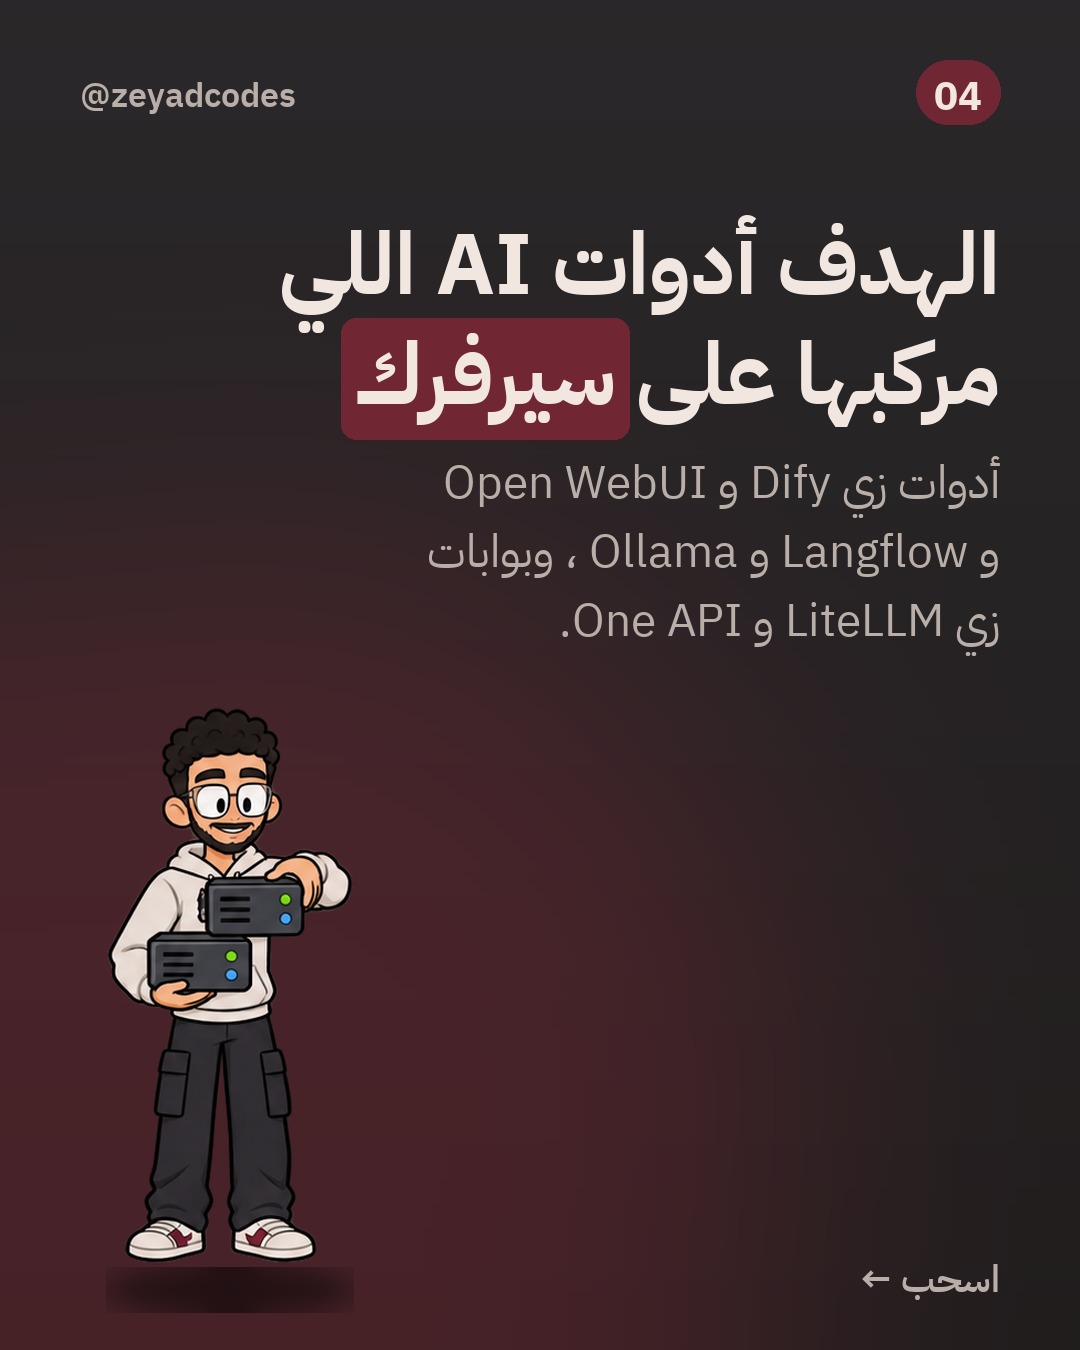 @zeyadcodes
04
الهدف أدوات AI اللي
مركبها على سيرفرك
أدوات زي Dify و Open WebUI
و Langflow و Ollama ، وبوابات
زي LiteLLM و One API.
اسحب ←